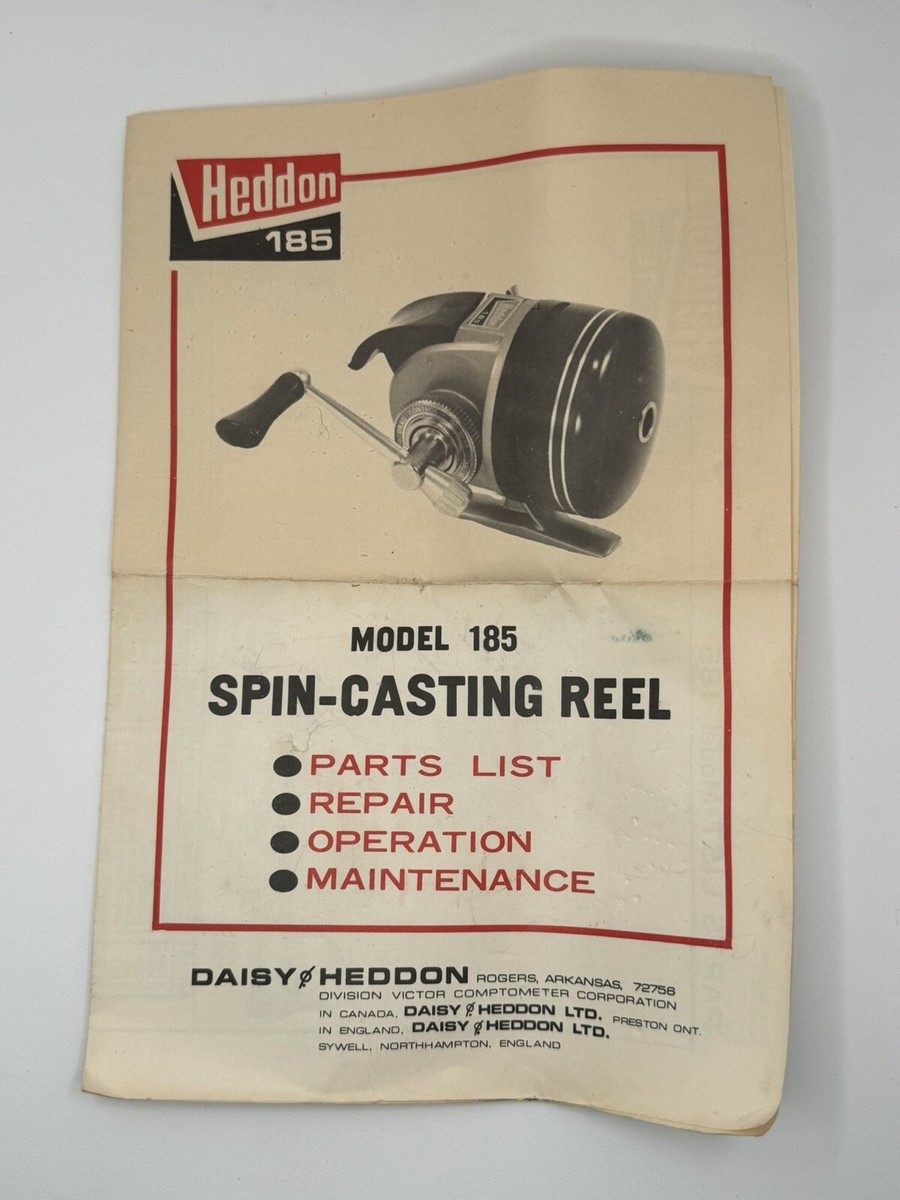 Heddon
185
MODEL 185
SPIN-CASTING REEL
● PARTS LIST
● REPAIR
● OPERATION
● MAINTENANCE
DAISY & HEDDON ROGERS, ARKANSAS, 72756
DIVISION VICTOR COMPTOMETER CORPORATION
IN CANADA, DAISY & HEDDON LTD. PRESTON ONT.
IN ENGLAND, DAISY & HEDDON LTD.
SYWELL, NORTHHAMPTON, ENGLAND